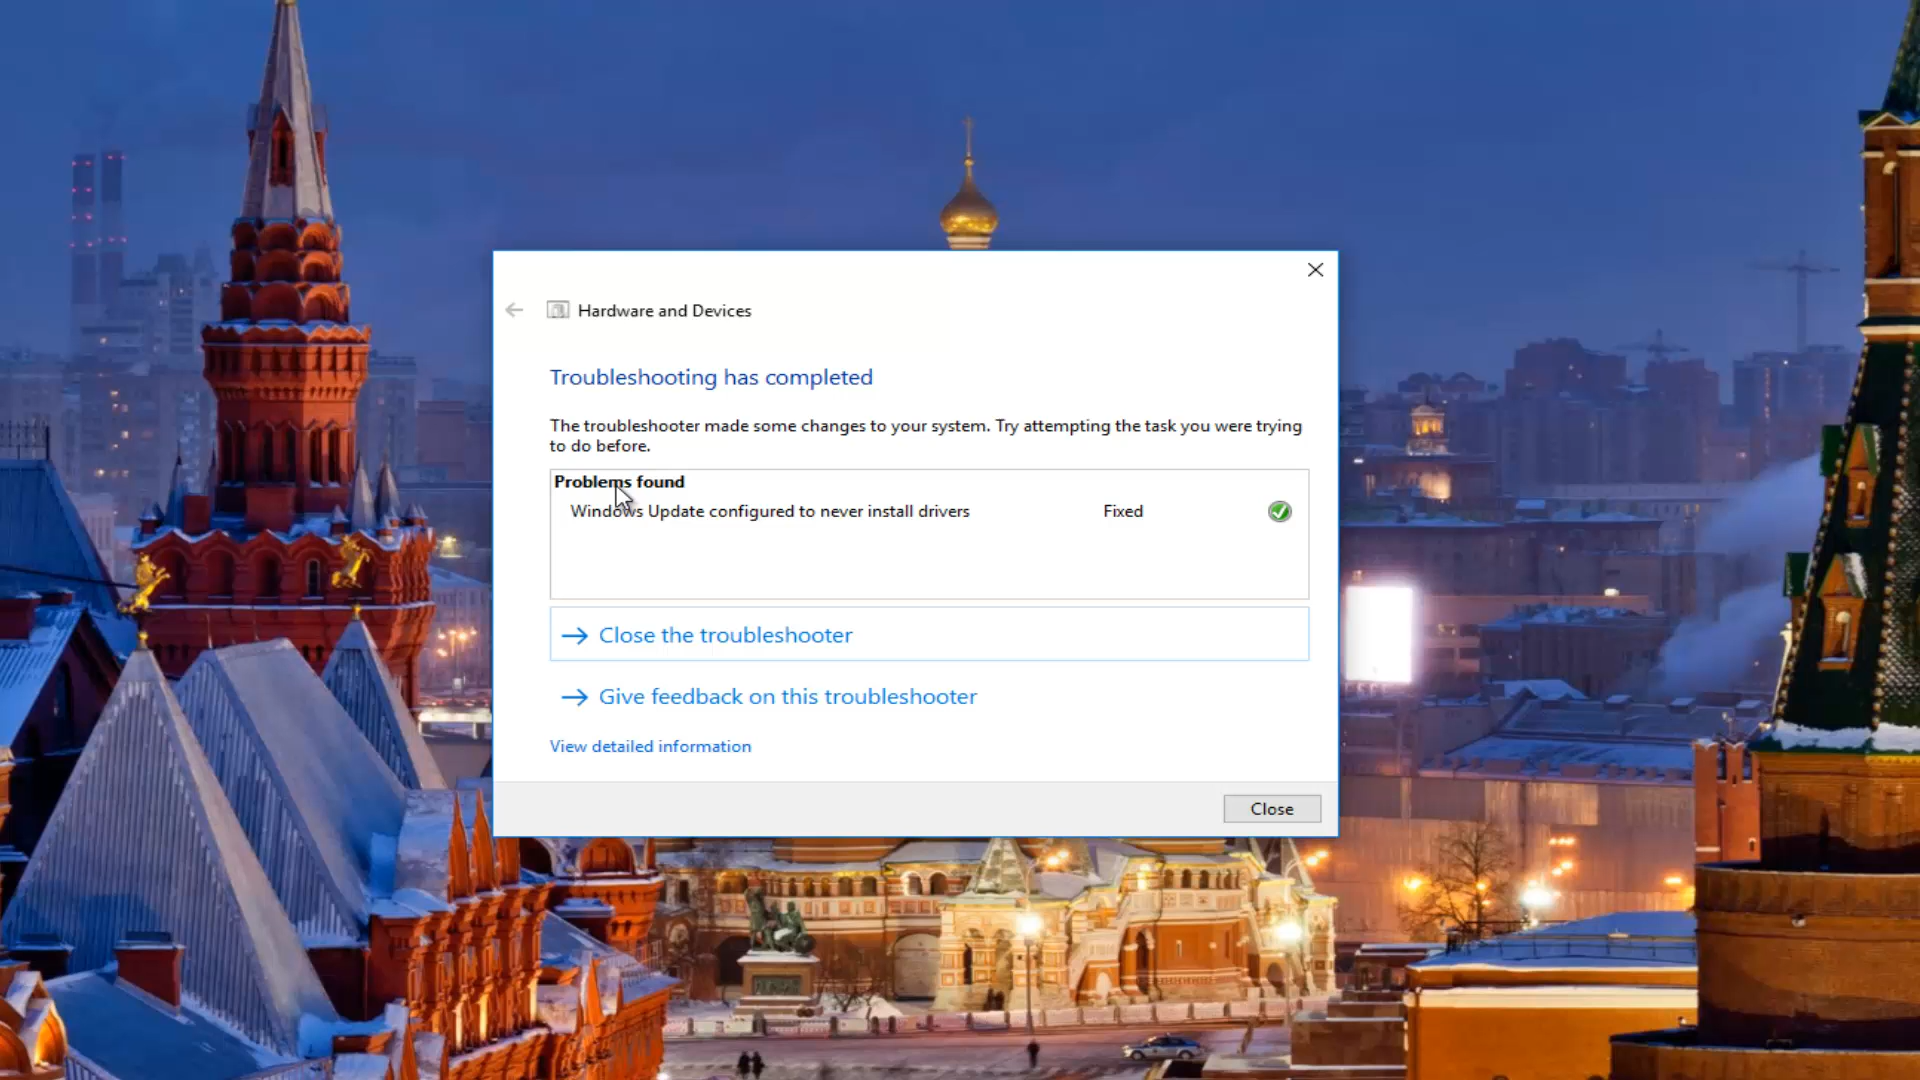 Hardware and Devices
Troubleshooting has completed
The troubleshooter made some changes to your system. Try attempting the task you were trying
to do before.
Problems found
Windows Update configured to never install drivers Fixed
Close the troubleshooter
Give feedback on this troubleshooter
View detailed information
Close